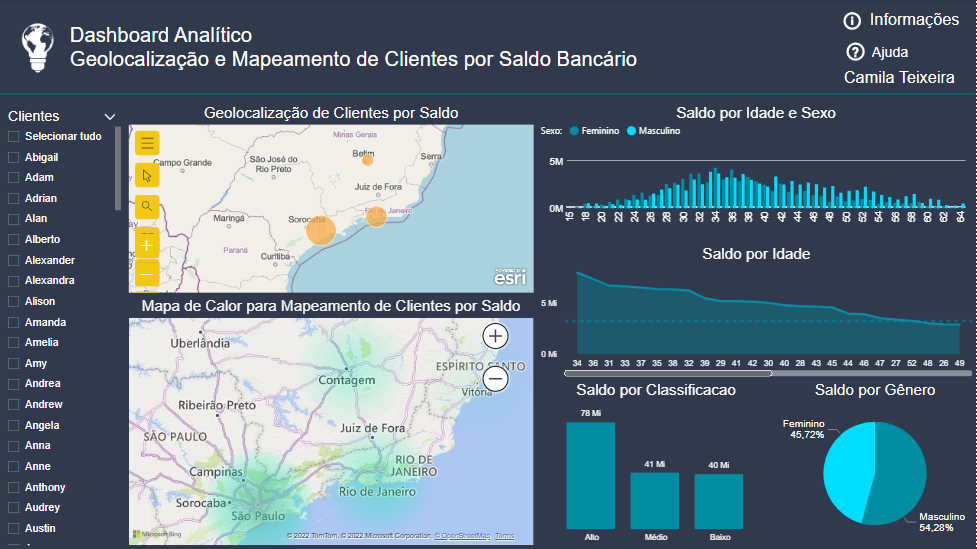 Dashboard Analítico
Geolocalização e Mapeamento de Clientes por Saldo Bancário
Informações
Ajuda
Camila Teixeira
Clientes
Selecionar tudo
Abigail
Adam
Adrian
Alan
Alberto
Alexander
Alexandra
Alison
Amanda
Amelia
Amy
Andrea
Andrew
Angela
Anna
Anne
Anthony
Audrey
Austin
Geolocalização de Clientes por Saldo
Minas Gerais
Campo Grande
São José do
Rio Preto
Betim
Serra
Juiz de Fora
Maringá
Sorocaba
Rio de Janeiro
Paraná
Curitiba
POWERED BY
esri
Mapa de Calor para Mapeamento de Clientes por Saldo
Uberlândia
Contagem
ESPÍRITO SANTO
Vitória
Ribeirão Preto
SÃO PAULO
Juiz de Fora
Campinas
RIO DE
JANEIRO
Rio de Janeiro
Sorocaba
São Paulo
Microsoft Bing
© 2022 TomTom, © 2022 Microsoft Corporation, © OpenStreetMap Terms
Saldo por Idade e Sexo
Sexo: Feminino Masculino
5M
0M
16 18 20 22 24 26 28 30 32 34 36 38 40 42 44 46 48 50 52 54 56 58 60 62 64
Saldo por Idade
5 Mi
0 Mi
34 36 31 33 37 35 38 32 39 29 41 42 30 40 28 43 45 44 46 47 27 52 48 26 49
Saldo por Classificacao
78 Mi
41 Mi
40 Mi
Alto Médio Baixo
Saldo por Gênero
Feminino
45,72%
Masculino
54,28%